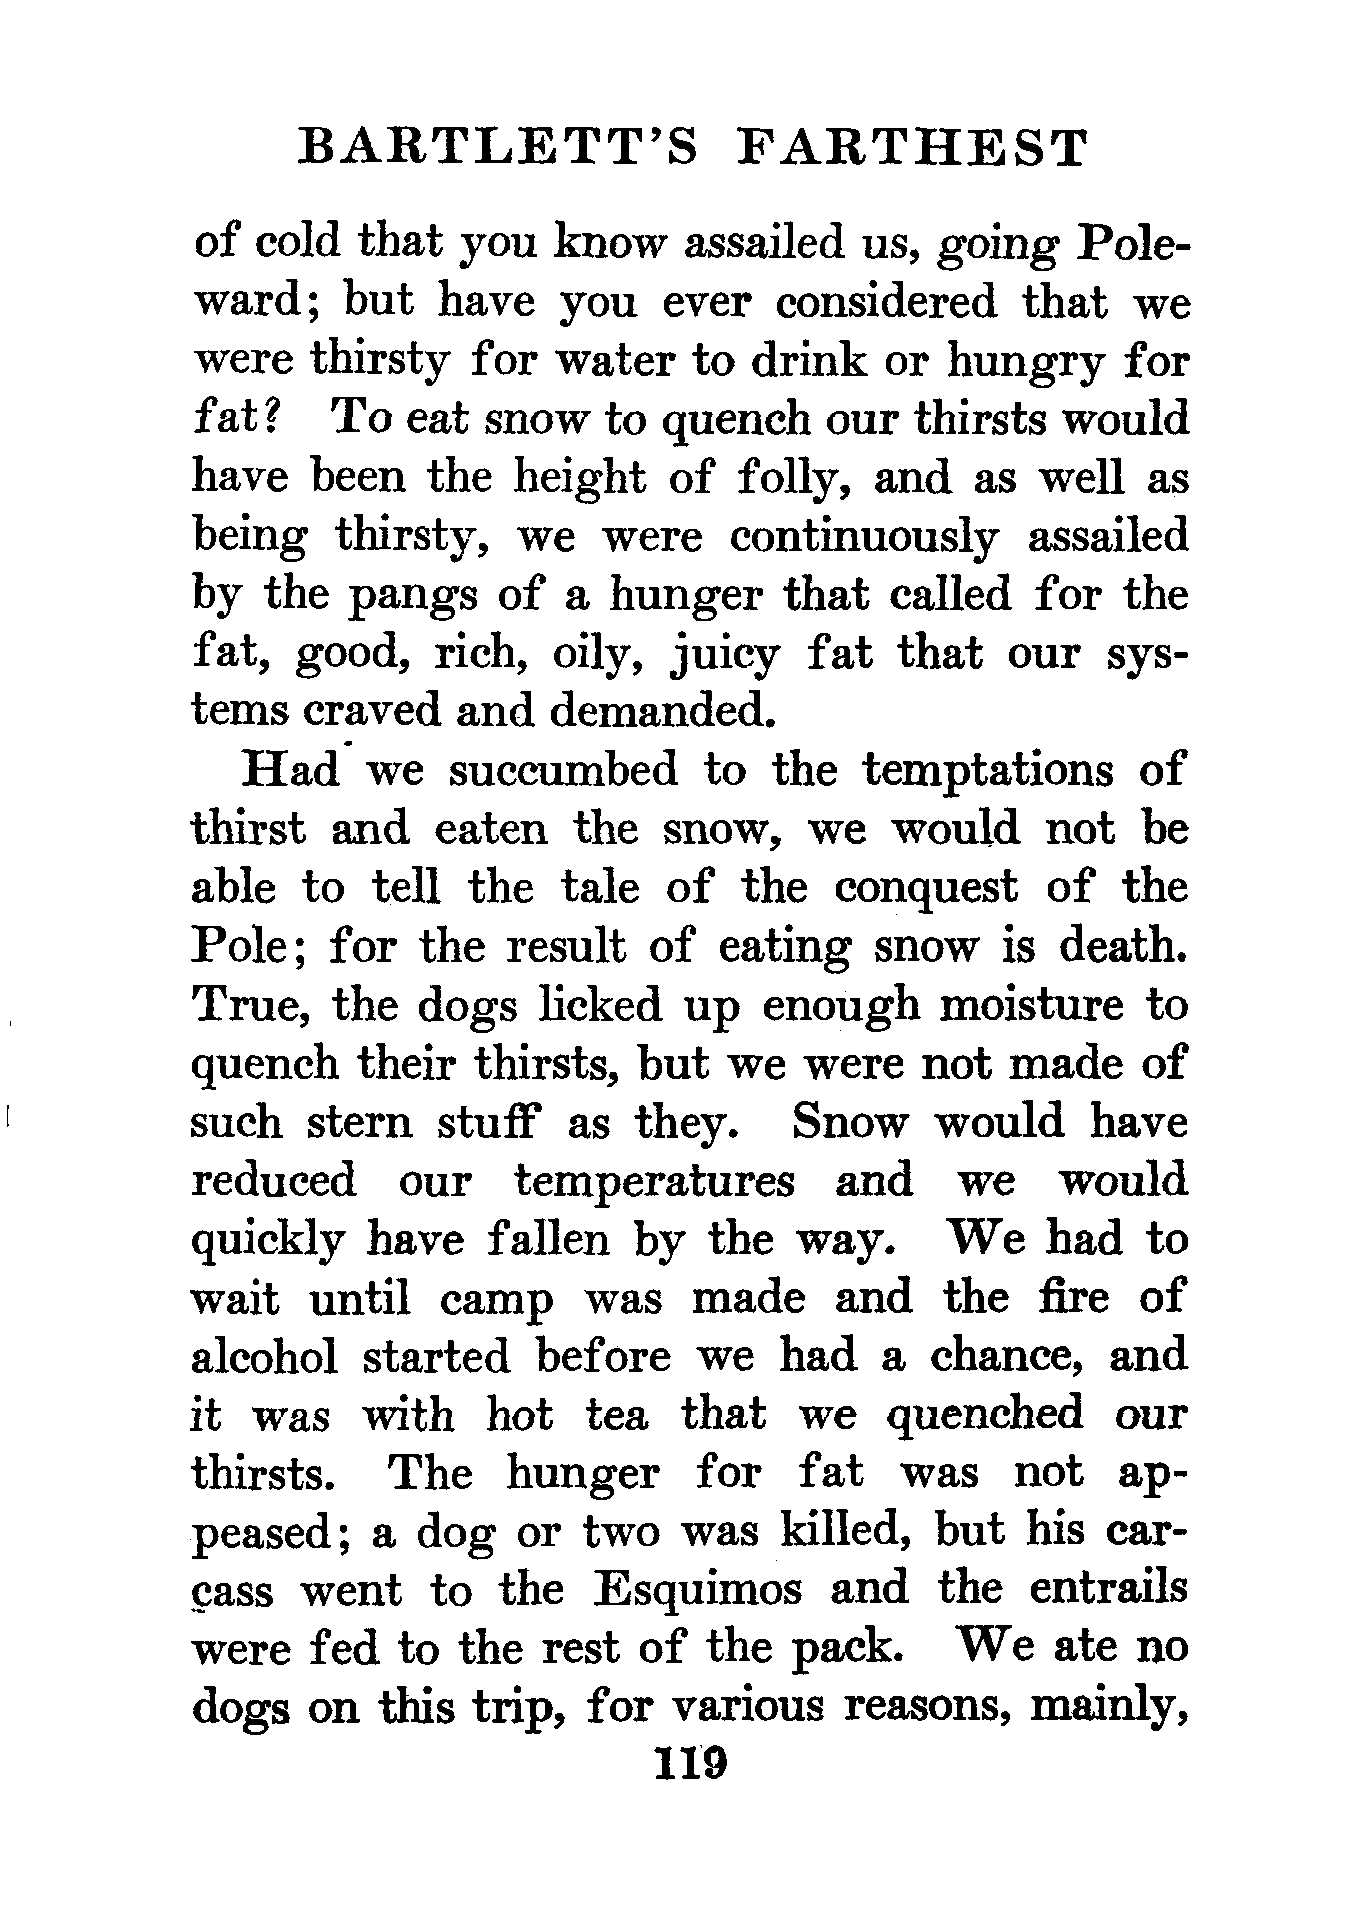 BARTLETT'S FARTHEST
of cold that you know assailed us, going Pole-
ward; but have you ever considered that we
were thirsty for water to drink or hungry for
fat? To eat snow to quench our thirsts would
have been the height of folly, and as well as
being thirsty, we were continuously assailed
by the pangs of a hunger that called for the
fat, good, rich, oily, juicy fat that our sys-
tems craved and demanded.
Had we succumbed to the temptations of
thirst and eaten the snow, we would not be
able to tell the tale of the conquest of the
Pole; for the result of eating snow is death.
True, the dogs licked up enough moisture to
quench their thirsts, but we were not made of
such stern stuff as they. Snow would have
reduced our temperatures and we would
quickly have fallen by the way. We had to
wait until camp was made and the fire of
alcohol started before we had a chance, and
it was with hot tea that we quenched our
thirsts. The hunger for fat was not ap-
peased; a dog or two was killed, but his car-
cass went to the Esquimos and the entrails
were fed to the rest of the pack. We ate no
dogs on this trip, for various reasons, mainly,
119